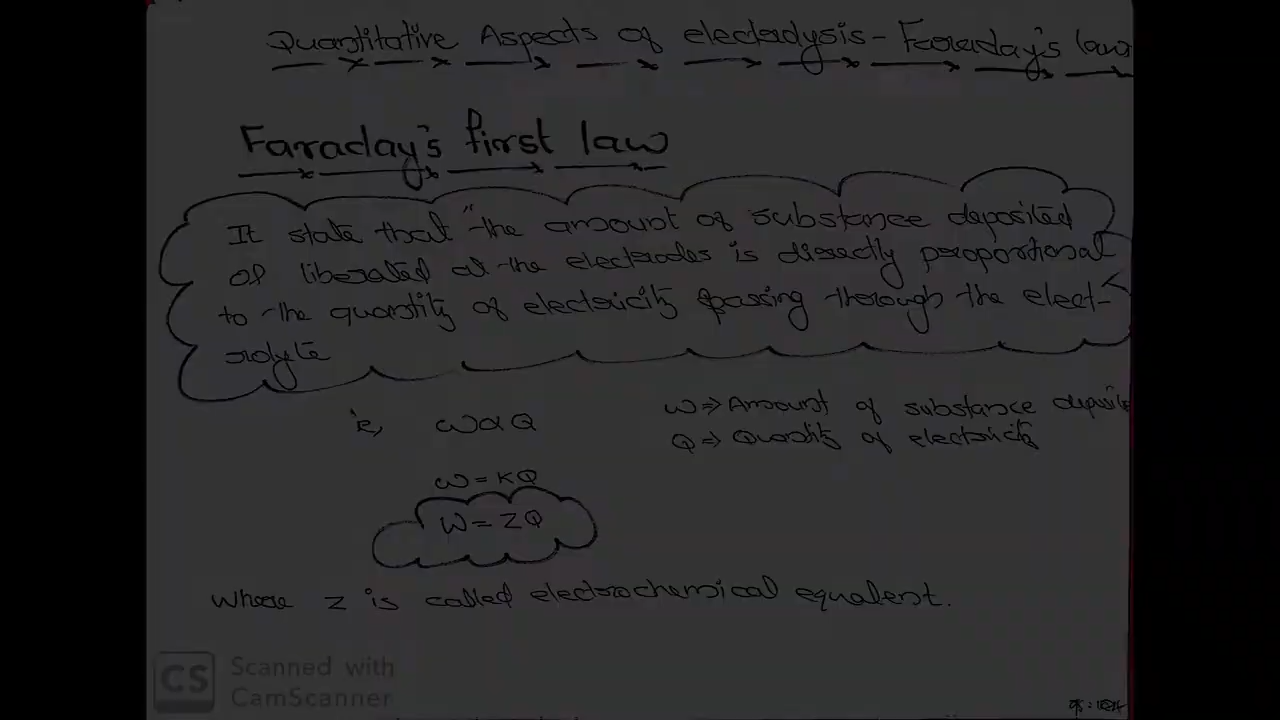 Quantitative Aspects of electrolysis - Faraday's law
Faraday's first law
It state that "the amount of substance deposited
or liberated at the electrodes is directly proportional
to the quantity of electricity passing through the elect-
rolyte
ie, w α Q
w => Amount of substance deposite
Q => Quantity of electricity
w = KQ
W = ZQ
Where Z is called electrochemical equalent.
CS Scanned with
CamScanner